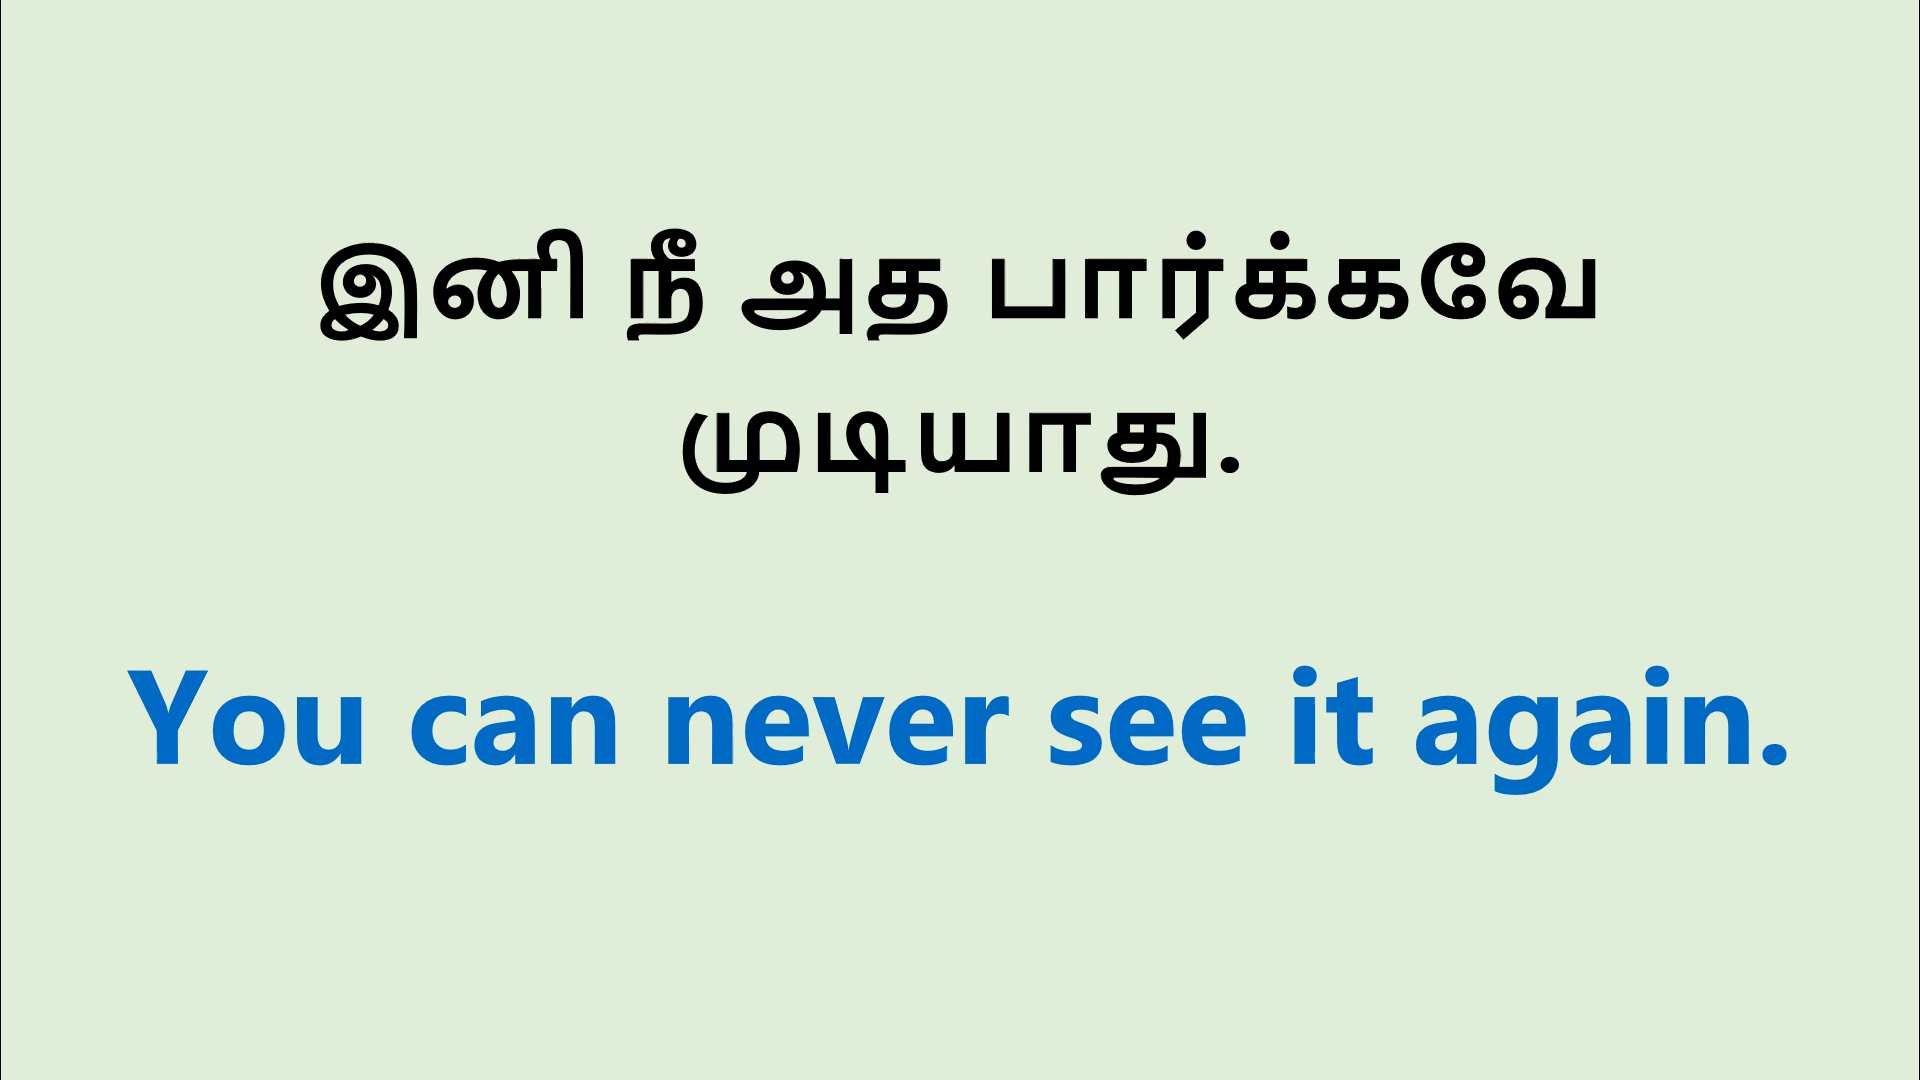 இனி நீ அத பார்க்கவே
முடியாது.
You can never see it again.